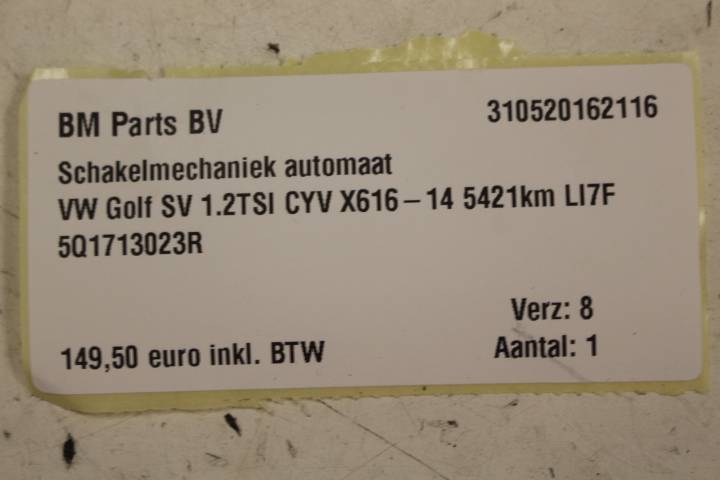 BM Parts BV
310520162116
Schakelmechaniek automaat
VW Golf SV 1.2TSI CYV X616 – 14 5421km LI7F
5Q1713023R
Verz: 8
149,50 euro inkl. BTW
Aantal: 1